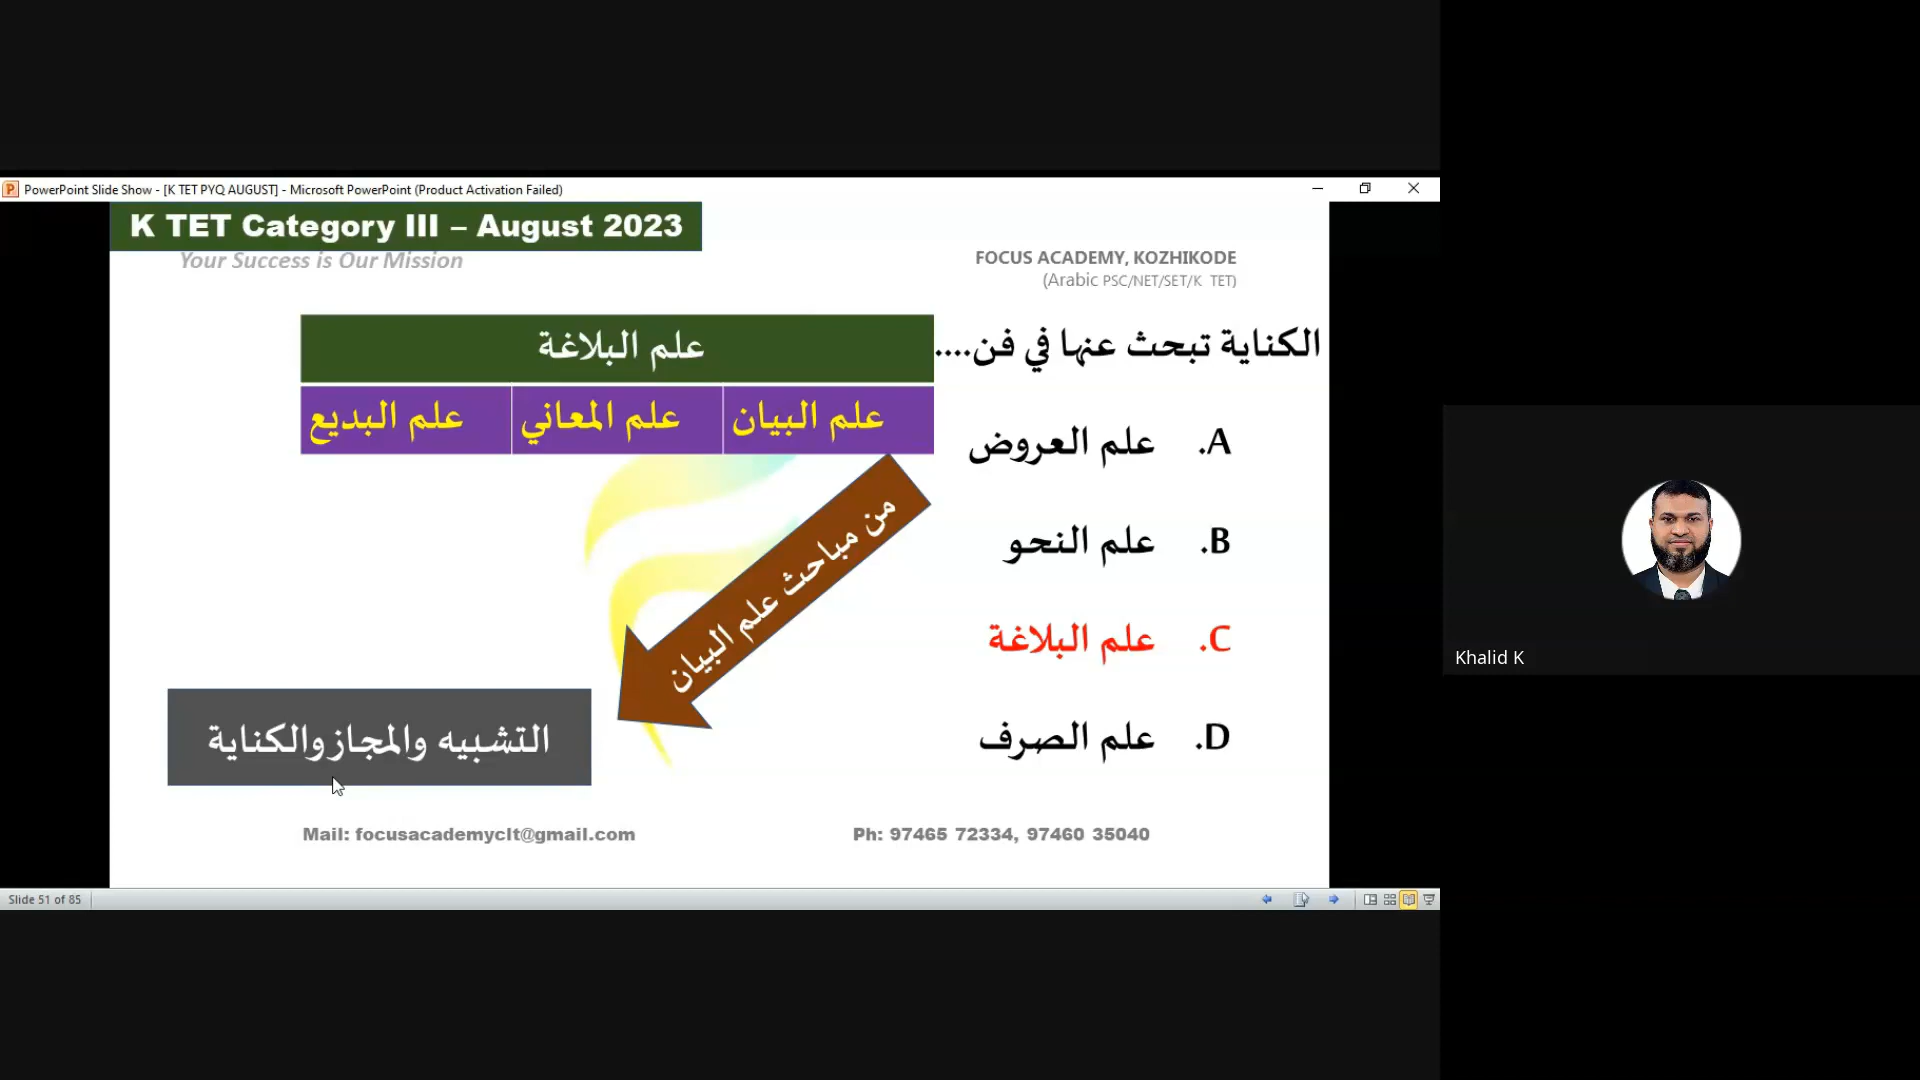 PowerPoint Slide Show - [K TET PYQ AUGUST] - Microsoft PowerPoint (Product Activation Failed)
K TET Category III – August 2023
Your Success is Our Mission
FOCUS ACADEMY, KOZHIKODE
(Arabic PSC/NET/SET/K TET)
الكناية تبحث عنها في فن....
A. علم العروض
B. علم النحو
C. علم البلاغة
D. علم الصرف
علم البلاغة
علم البيان علم المعاني علم البديع
من مباحث علم البيان
التشبيه والمجاز والكناية
Mail: focusacademyclt@gmail.com
Ph: 97465 72334, 97460 35040
Slide 51 of 85
Khalid K